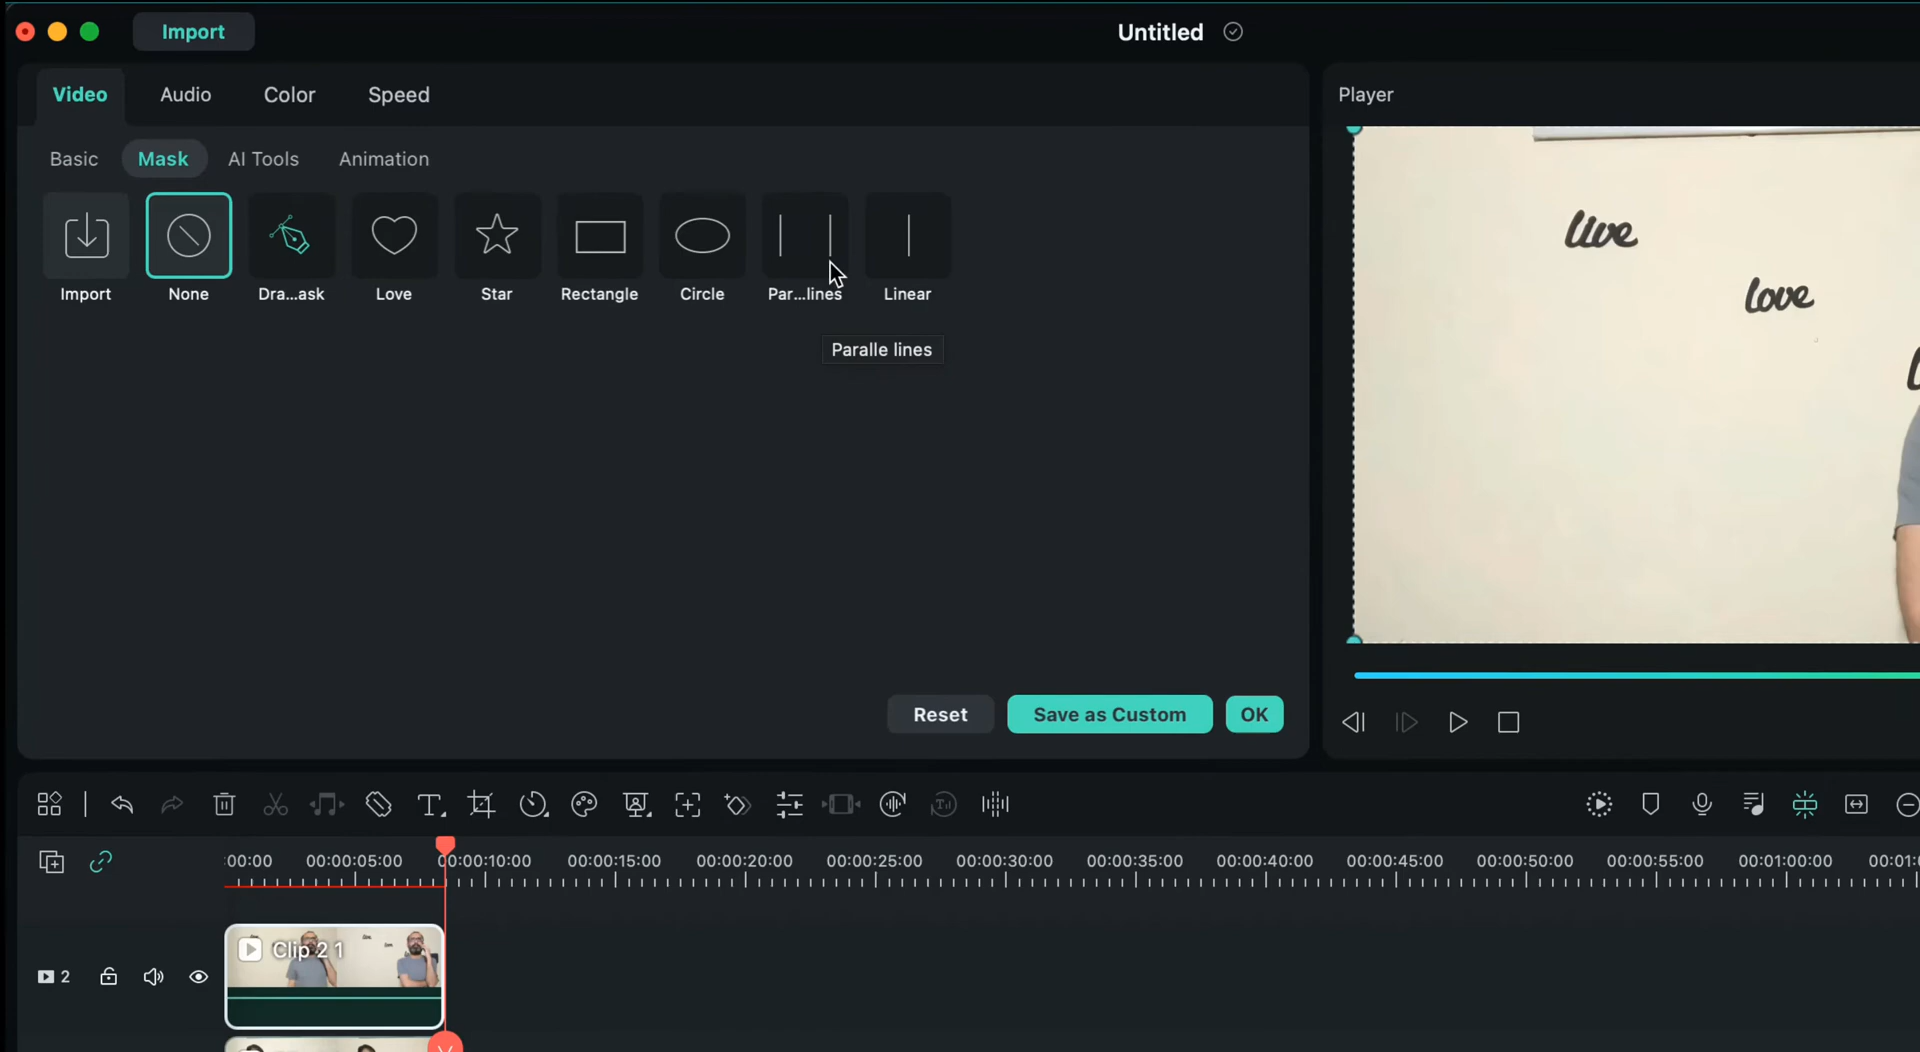 Import
Untitled
Video Audio Color Speed
Player
Basic Mask AI Tools Animation
live
love
Import None Dra...ask Love Star Rectangle Circle Par...lines Linear
Paralle lines
Reset Save as Custom OK
:00:00 00:00:05:00 00:00:10:00 00:00:15:00 00:00:20:00 00:00:25:00 00:00:30:00 00:00:35:00 00:00:40:00 00:00:45:00 00:00:50:00 00:00:55:00 00:01:00:00 00:01:
Clip 2 1
2